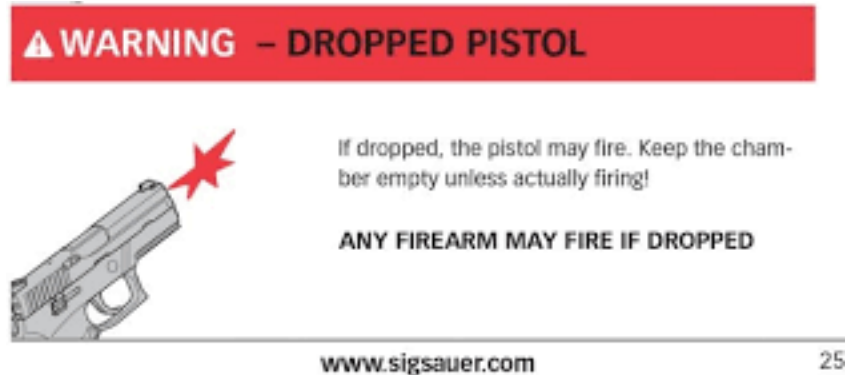 WARNING – DROPPED PISTOL
If dropped, the pistol may fire. Keep the cham-
ber empty unless actually firing!
ANY FIREARM MAY FIRE IF DROPPED
www.sigsauer.com
25